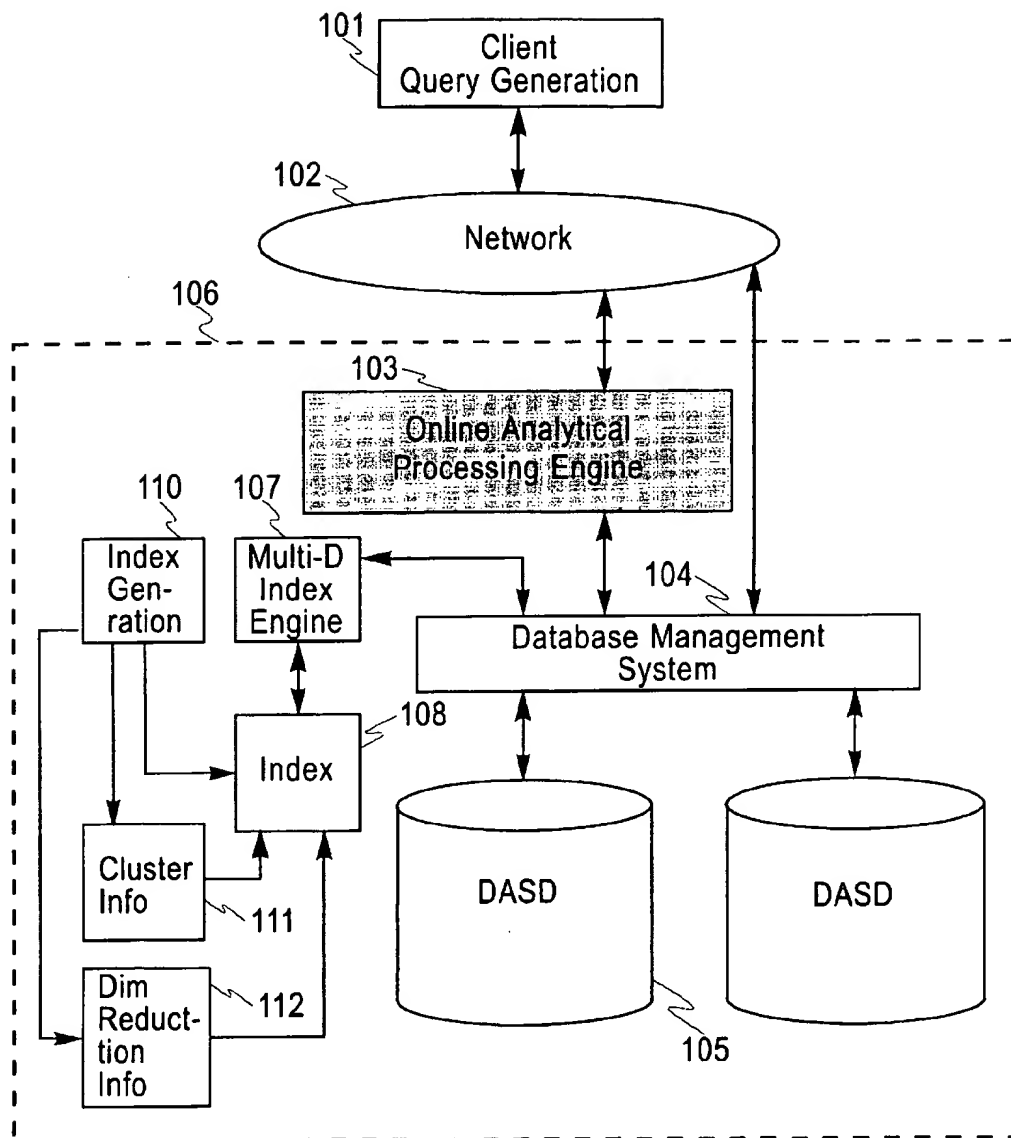 101
Client
Query Generation
102
Network
106
103
Online Analytical
Processing Engine
110
107
Index
Gen-
ration
Multi-D
Index
Engine
104
Database Management
System
108
Index
Cluster
Info
111
DASD
DASD
Dim
Reduct-
tion
Info
112
105